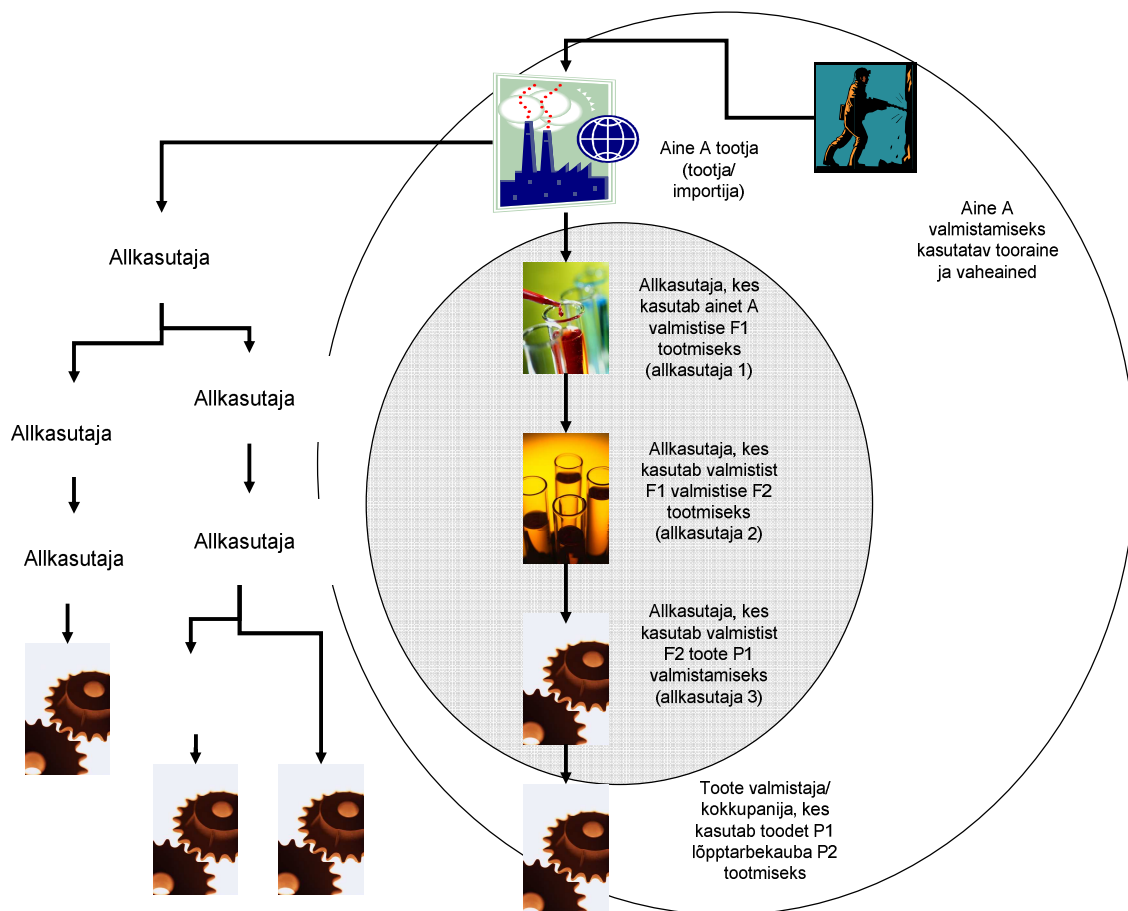 Aine A tootja
(tootja/
importija)
Aine A
valmistamiseks
kasutatav tooraine
ja vaheained
Allkasutaja
Allkasutaja, kes
kasutab ainet A
valmistise F1
tootmiseks
(allkasutaja 1)
Allkasutaja
Allkasutaja
Allkasutaja, kes
kasutab valmistist
F1 valmistise F2
tootmiseks
(allkasutaja 2)
Allkasutaja
Allkasutaja
Allkasutaja, kes
kasutab valmistist
F2 toote P1
valmistamiseks
(allkasutaja 3)
Toote valmistaja/
kokkupanija, kes
kasutab toodet P1
lõpptarbekauba P2
tootmiseks